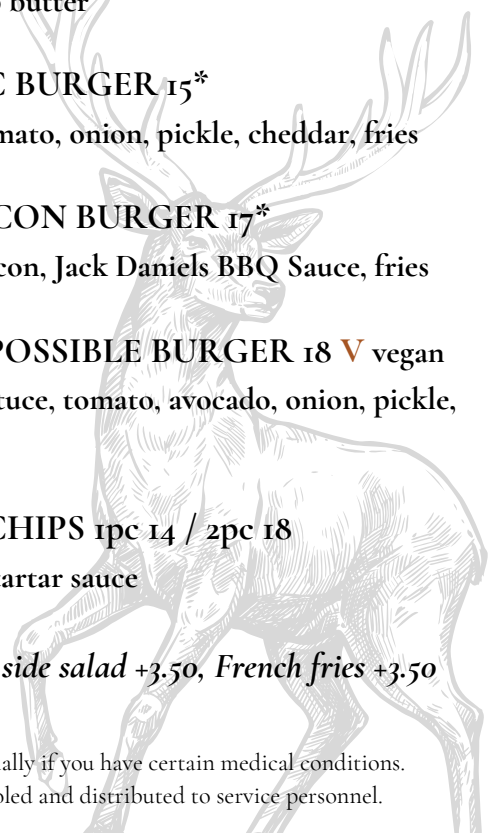 butter
BURGER 15*
mato, onion, pickle, cheddar, fries
CON BURGER 17*
con, Jack Daniels BBQ Sauce, fries
POSSIBLE BURGER 18 V vegan
tuce, tomato, avocado, onion, pickle,
CHIPS 1pc 14 / 2pc 18
tartar sauce
side salad +3.50, French fries +3.50
ally if you have certain medical conditions.
oled and distributed to service personnel.